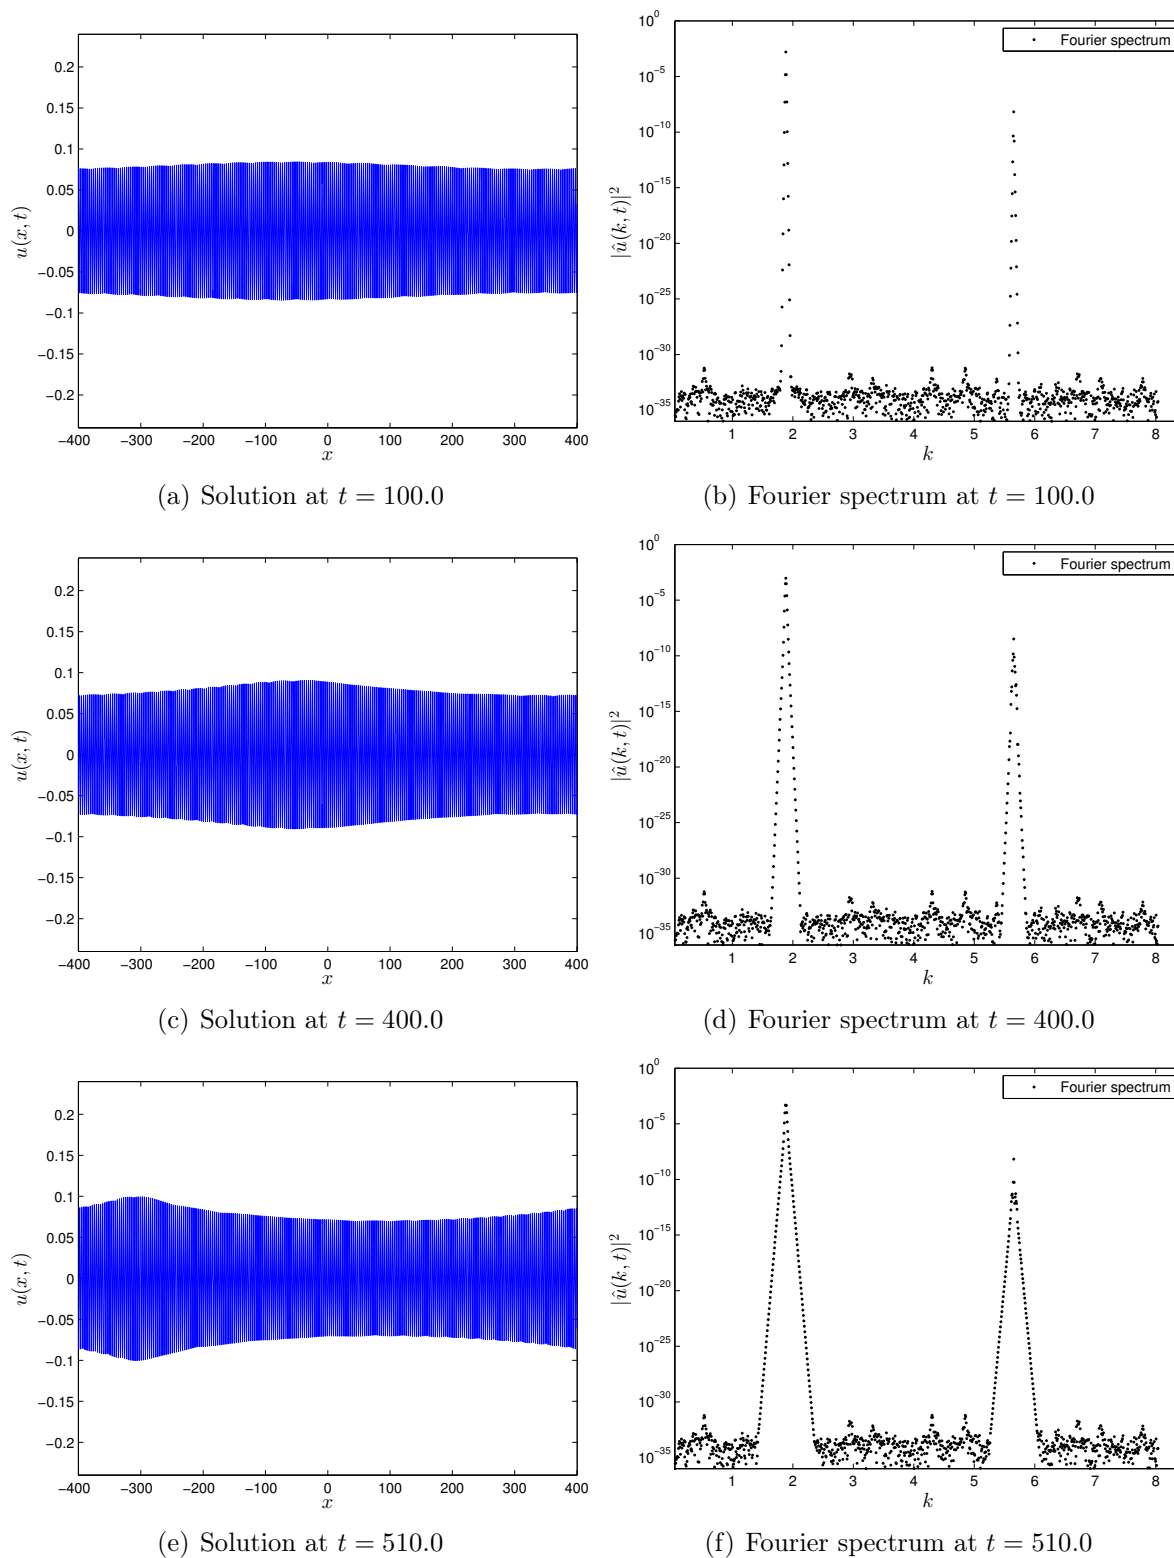 0.2
0.15
0.1
0.05
0
−0.05
−0.1
−0.15
−0.2
u(x, t)
−400 −300 −200 −100 0 100 200 300 400
x
(a) Solution at t = 100.0
10^0
10^−5
10^−10
10^−15
10^−20
10^−25
10^−30
10^−35
|û(k, t)|^2
Fourier spectrum
1 2 3 4 5 6 7 8
k
(b) Fourier spectrum at t = 100.0
0.2
0.15
0.1
0.05
0
−0.05
−0.1
−0.15
−0.2
u(x, t)
−400 −300 −200 −100 0 100 200 300 400
x
(c) Solution at t = 400.0
10^0
10^−5
10^−10
10^−15
10^−20
10^−25
10^−30
10^−35
|û(k, t)|^2
Fourier spectrum
1 2 3 4 5 6 7 8
k
(d) Fourier spectrum at t = 400.0
0.2
0.15
0.1
0.05
0
−0.05
−0.1
−0.15
−0.2
u(x, t)
−400 −300 −200 −100 0 100 200 300 400
x
(e) Solution at t = 510.0
10^0
10^−5
10^−10
10^−15
10^−20
10^−25
10^−30
10^−35
|û(k, t)|^2
Fourier spectrum
1 2 3 4 5 6 7 8
k
(f) Fourier spectrum at t = 510.0